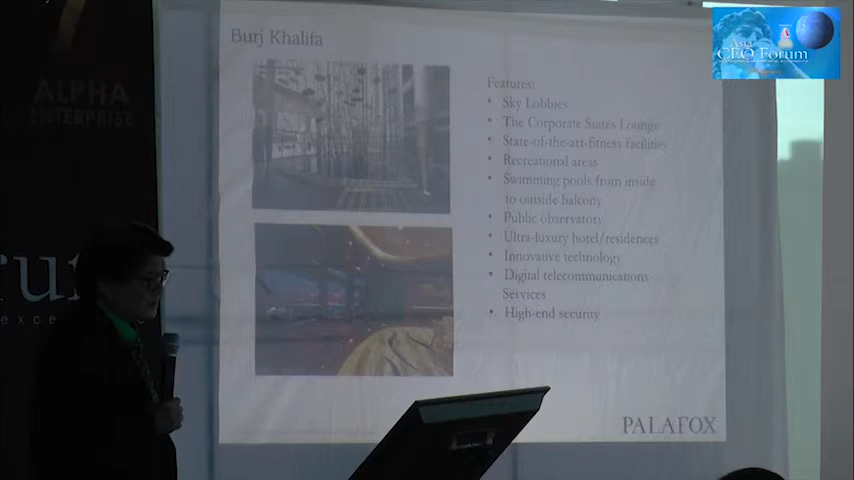 Burj Khalifa
Features:
• Sky Lobbies
• The Corporate Suites Lounge
• State-of-the-art-fitness facilities
• Recreational areas
• Swimming pools from inside
to outside balcony
• Public observatory
• Ultra-luxury hotel/residences
• Innovative technology
• Digital telecommunications
Services
• High-end security
PALAFOX
Asia
CEO Forum
ALPHA
ENTERPRISE